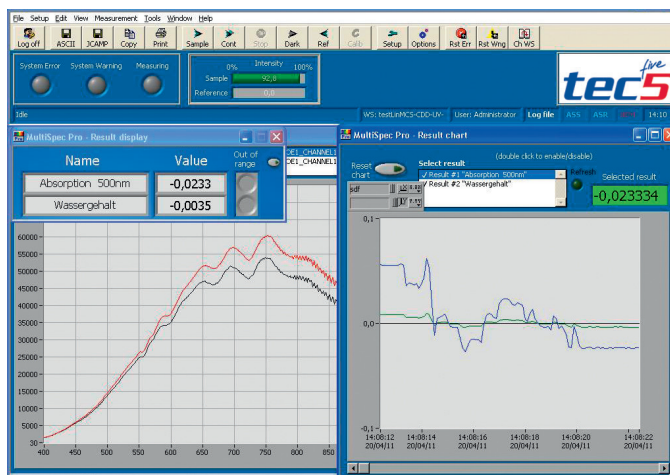 File Setup Edit View Measurement Tools Window Help
Log off ASCII JCAMP Copy Print Sample Cont Stop Dark Ref Calib Setup Options Rst Err Rst Wng Ch WS
System Error System Warning Measuring
0% Intensity 100%
Sample 92,8
Reference 0,0
tec5 five
Idle WS: testLinMCS-CDD-UV- User: Administrator Log file ASS ASR 14:10
MultiSpec Pro - Result display
Name Value Out of range
Absorption 500nm -0,0233
Wassergehalt -0,0035
DE1_CHANNEL1
DE1_CHANNEL1
60000
55000
50000
45000
40000
35000
30000
25000
20000
15000
10000
5000
30
400 450 500 550 600 650 700 750 800 850
MultiSpec Pro - Result chart
(double click to enable/disable)
Reset chart Select result Refresh Selected result
✓ Result #1 "Absorption 500nm"
✓ Result #2 "Wassergehalt"
-0,023334
sdf
0,1
0,0
-0,1
14:08:12 14:08:14 14:08:16 14:08:18 14:08:20 14:08:22
20/04/11 20/04/11 20/04/11 20/04/11 20/04/11 20/04/11